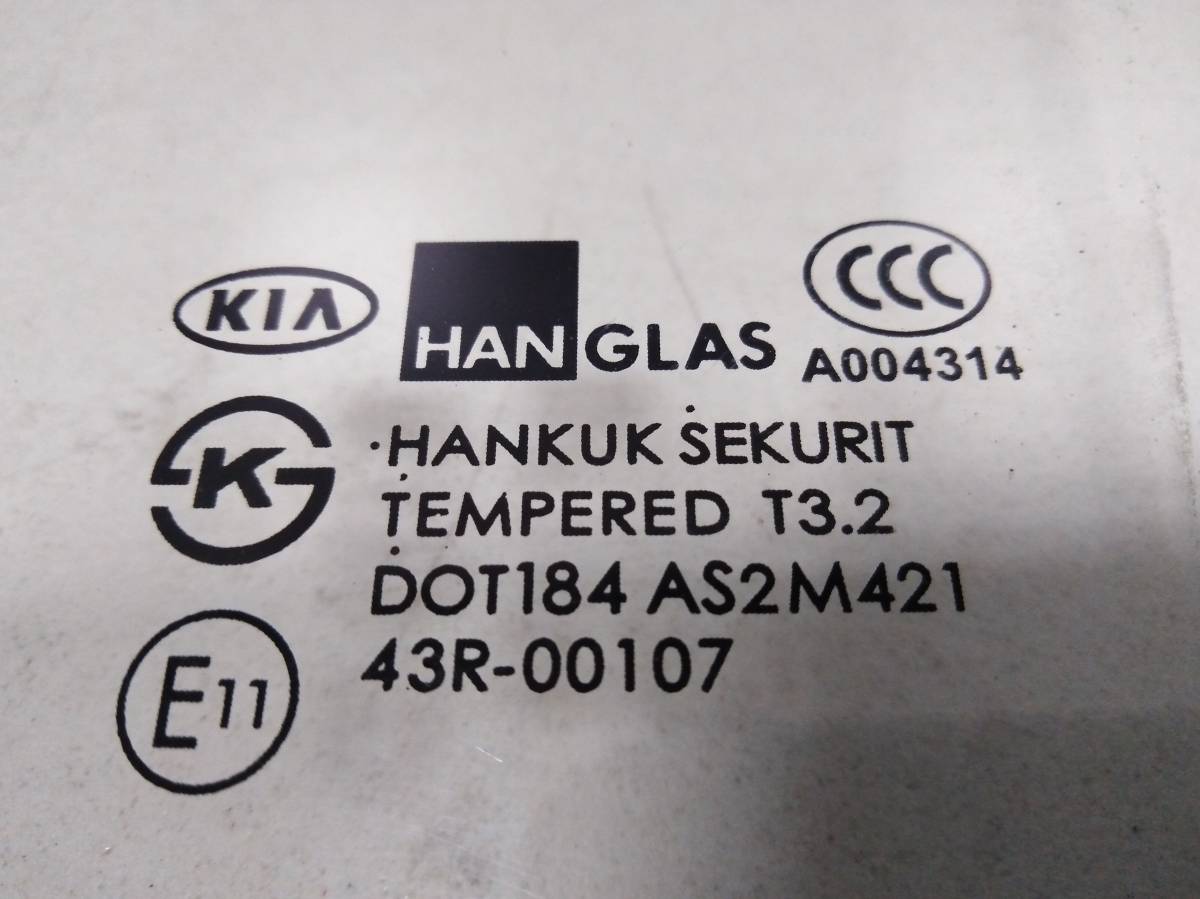 KIA HANGLAS CCC
A004314
K HANKUK SEKURIT
TEMPERED T3.2
DOT184 AS2M421
E11 43R-00107